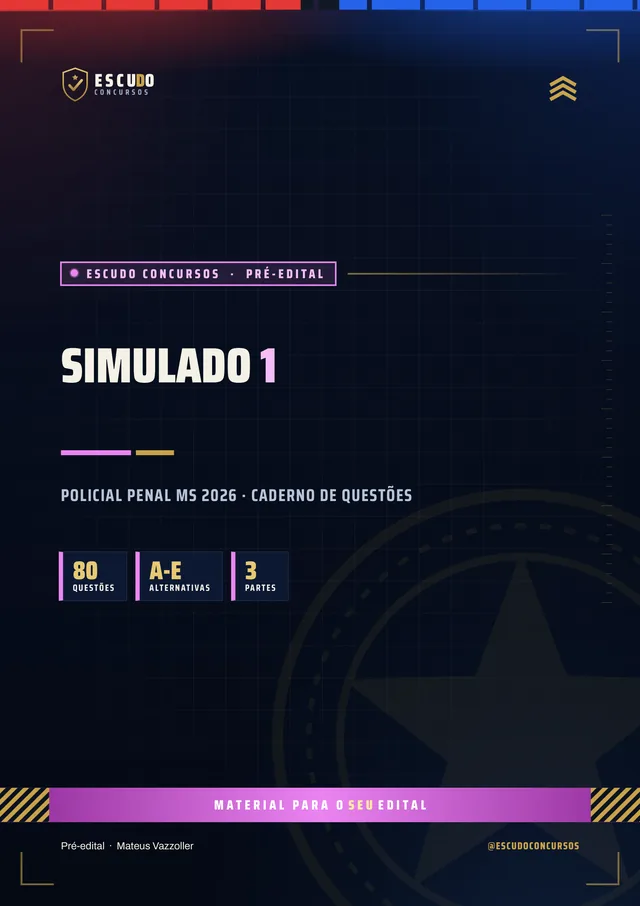 ESCUDO
CONCURSOS
ESCUDO CONCURSOS · PRÉ-EDITAL
SIMULADO 1
POLICIAL PENAL MS 2026 · CADERNO DE QUESTÕES
80
QUESTÕES
A-E
ALTERNATIVAS
3
PARTES
MATERIAL PARA O SEU EDITAL
Pré-edital · Mateus Vazzoller
@ESCUDOCONCURSOS